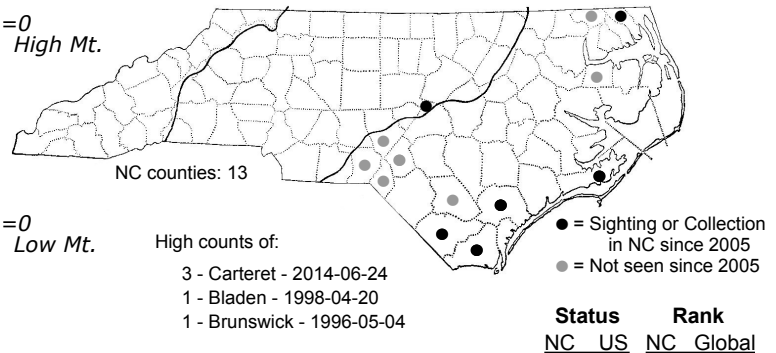 =0
High Mt.
NC counties: 13
=0
Low Mt.
High counts of:
3 - Carteret - 2014-06-24
1 - Bladen - 1998-04-20
1 - Brunswick - 1996-05-04
● = Sighting or Collection
in NC since 2005
● = Not seen since 2005
Status Rank
NC US NC Global